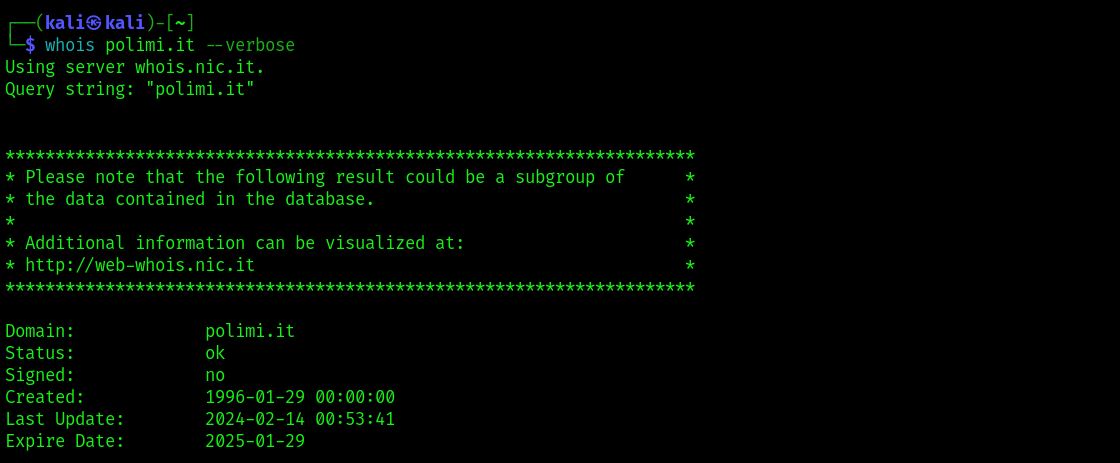 ┌──(kali㉿kali)-[~]
└─$ whois polimi.it --verbose
Using server whois.nic.it.
Query string: "polimi.it"
*********************************************************************
* Please note that the following result could be a subgroup of      *
* the data contained in the database.                               *
*                                                                   *
* Additional information can be visualized at:                      *
* http://web-whois.nic.it                                           *
*********************************************************************
Domain:             polimi.it
Status:             ok
Signed:             no
Created:            1996-01-29 00:00:00
Last Update:        2024-02-14 00:53:41
Expire Date:        2025-01-29